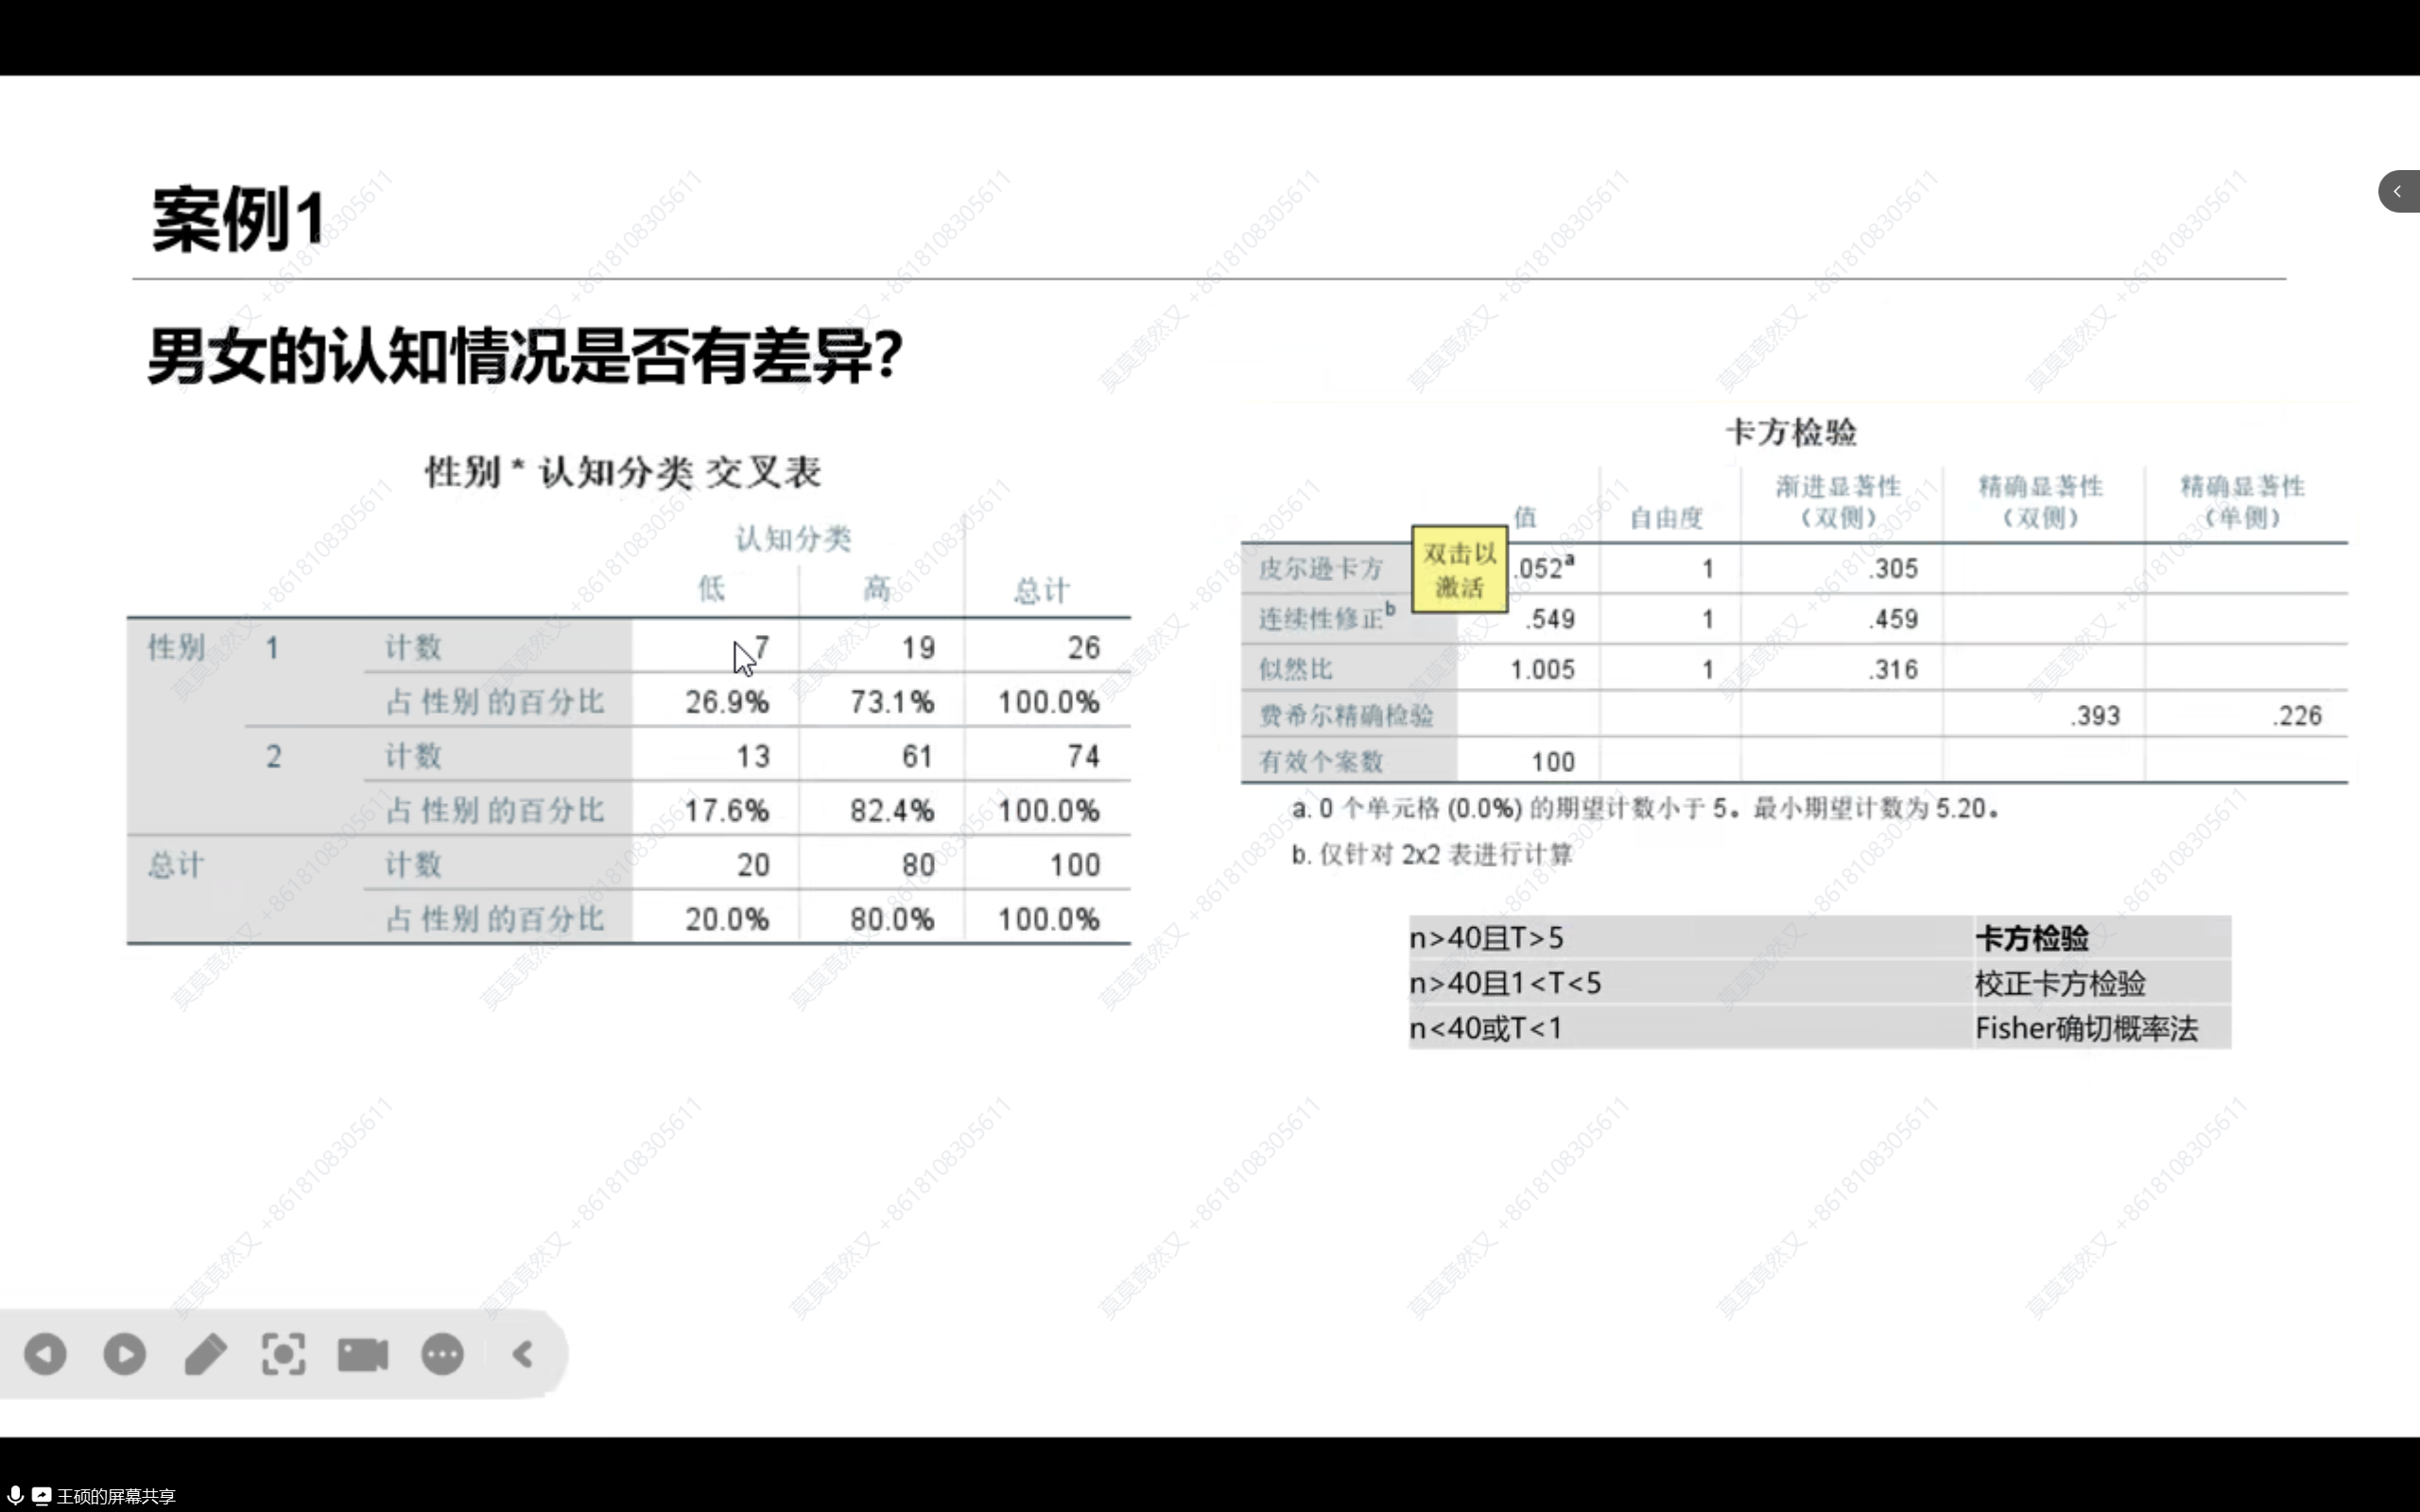 案例1
男女的认知情况是否有差异?
性别 * 认知分类 交叉表
认知分类
低 高 总计
性别 1 计数 7 19 26
占 性别 的百分比 26.9% 73.1% 100.0%
2 计数 13 61 74
占 性别 的百分比 17.6% 82.4% 100.0%
总计 计数 20 80 100
占 性别 的百分比 20.0% 80.0% 100.0%
卡方检验
值 自由度 渐进显著性（双侧） 精确显著性（双侧） 精确显著性（单侧）
双击以
激活
皮尔逊卡方 .052a 1 .305
连续性修正b .549 1 .459
似然比 1.005 1 .316
费希尔精确检验 .393 .226
有效个案数 100
a. 0 个单元格 (0.0%) 的期望计数小于 5。最小期望计数为 5.20。
b. 仅针对 2x2 表进行计算
n>40且T>5 卡方检验
n>40且1<T<5 校正卡方检验
n<40或T<1 Fisher确切概率法
王硕的屏幕共享